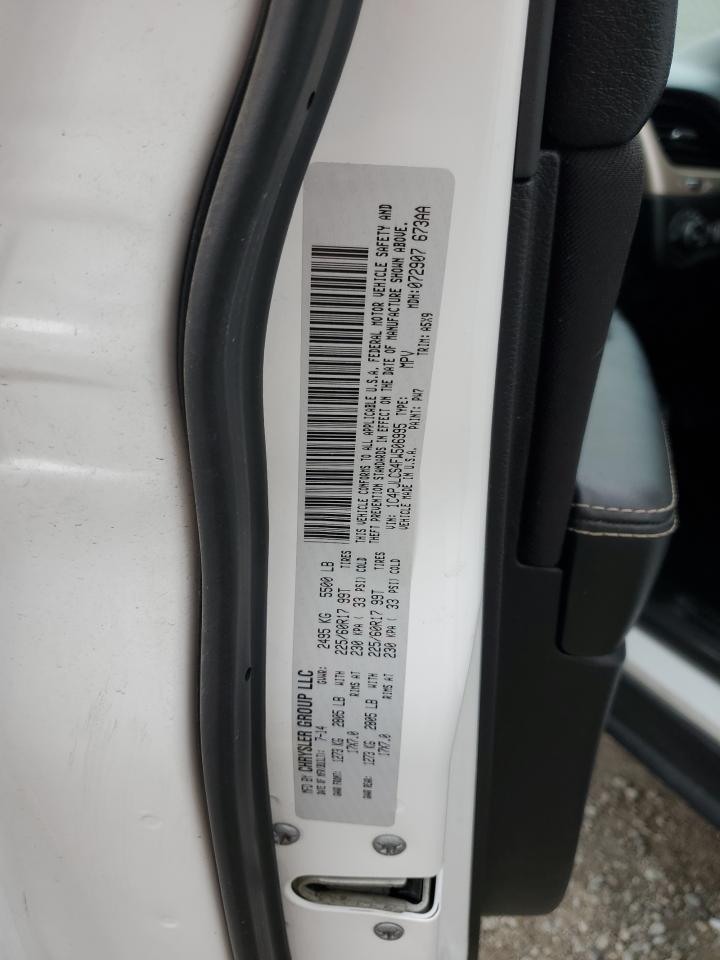 MFD BY CHRYSLER GROUP LLC
DATE OF MFR(BUILT): 7-14 GVWR: 2495 KG 5500 LB
GAWR FRONT: 1273 KG 2805 LB WITH 225/60R17 99T TIRES
17X7.0 RIMS AT 230 KPA ( 33 PSI) COLD
GAWR REAR: 1273 KG 2805 LB WITH 225/60R17 99T TIRES
17X7.0 RIMS AT 230 KPA ( 33 PSI) COLD
THIS VEHICLE CONFORMS TO ALL APPLICABLE U.S.A. FEDERAL MOTOR VEHICLE SAFETY AND
THEFT PREVENTION STANDARDS IN EFFECT ON THE DATE OF MANUFACTURE SHOWN ABOVE.
VIN: 1C4PJLCS4FW506995 TYPE: MPV MDH:072907 673AA
VEHICLE MADE IN U.S.A. PAINT: PW7 TRIM: A5X9